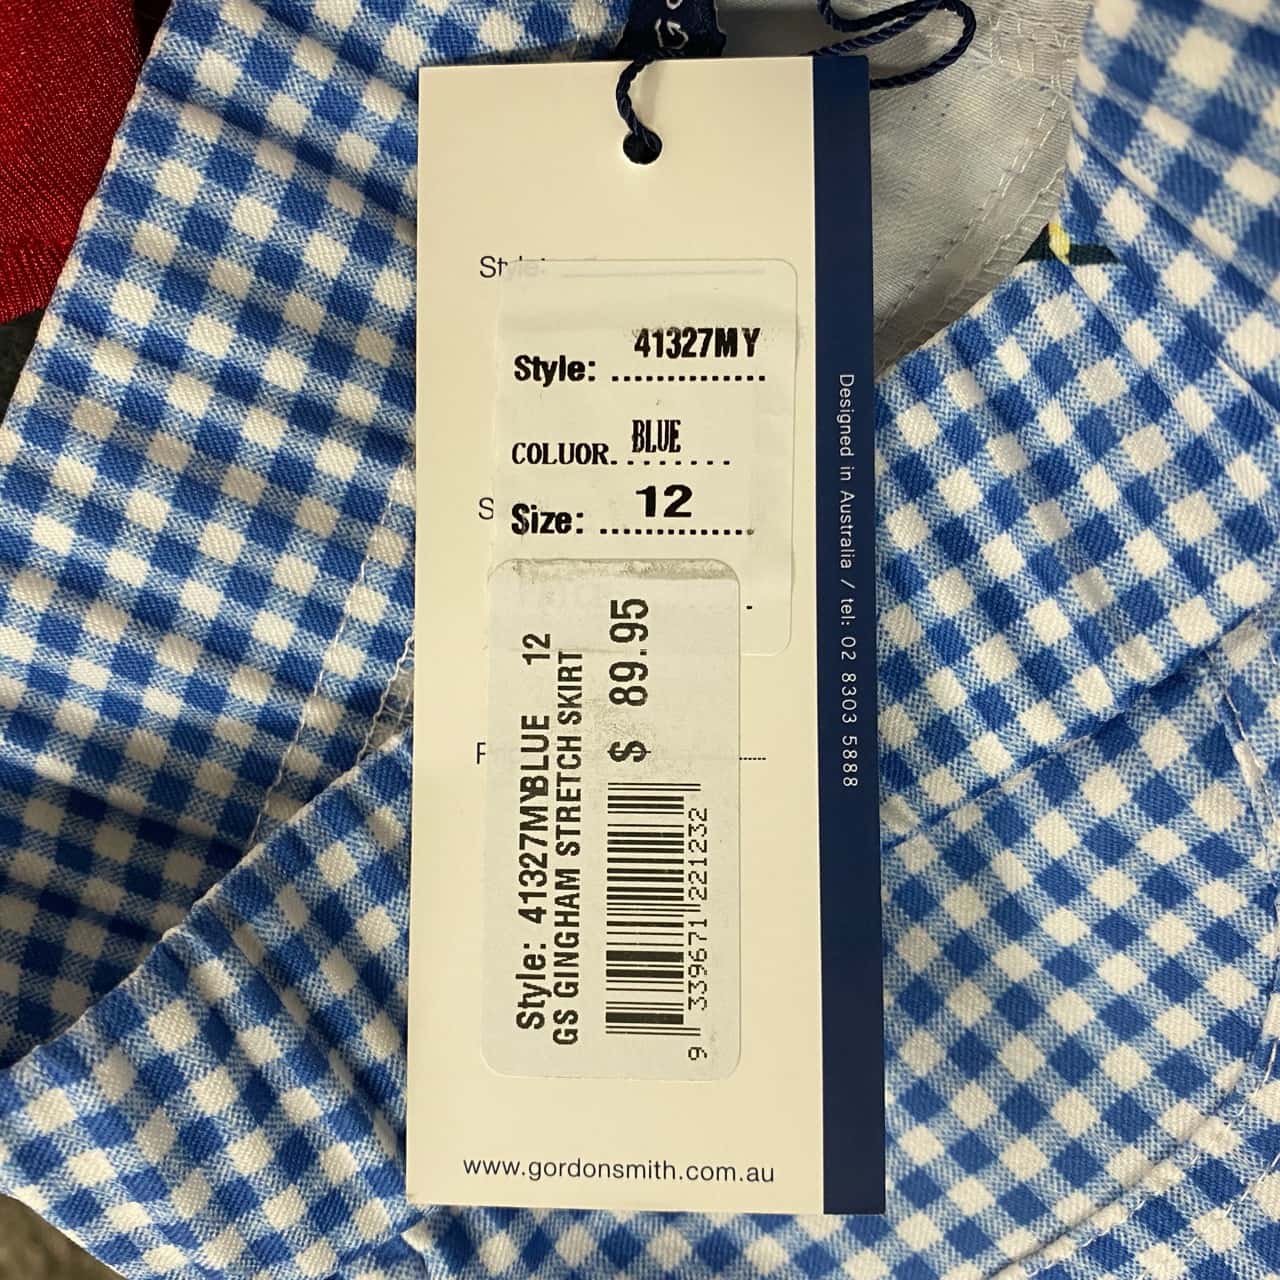 Style:
41327MY
Style: ..............
BLUE
COLUOR. ........
12
S
Size: ..............
Style: 41327MYBLUE 12
GS GINGHAM STRETCH SKIRT
$ 89.95
9 339671 221232
www.gordonsmith.com.au
Designed in Australia / tel: 02 8303 5888